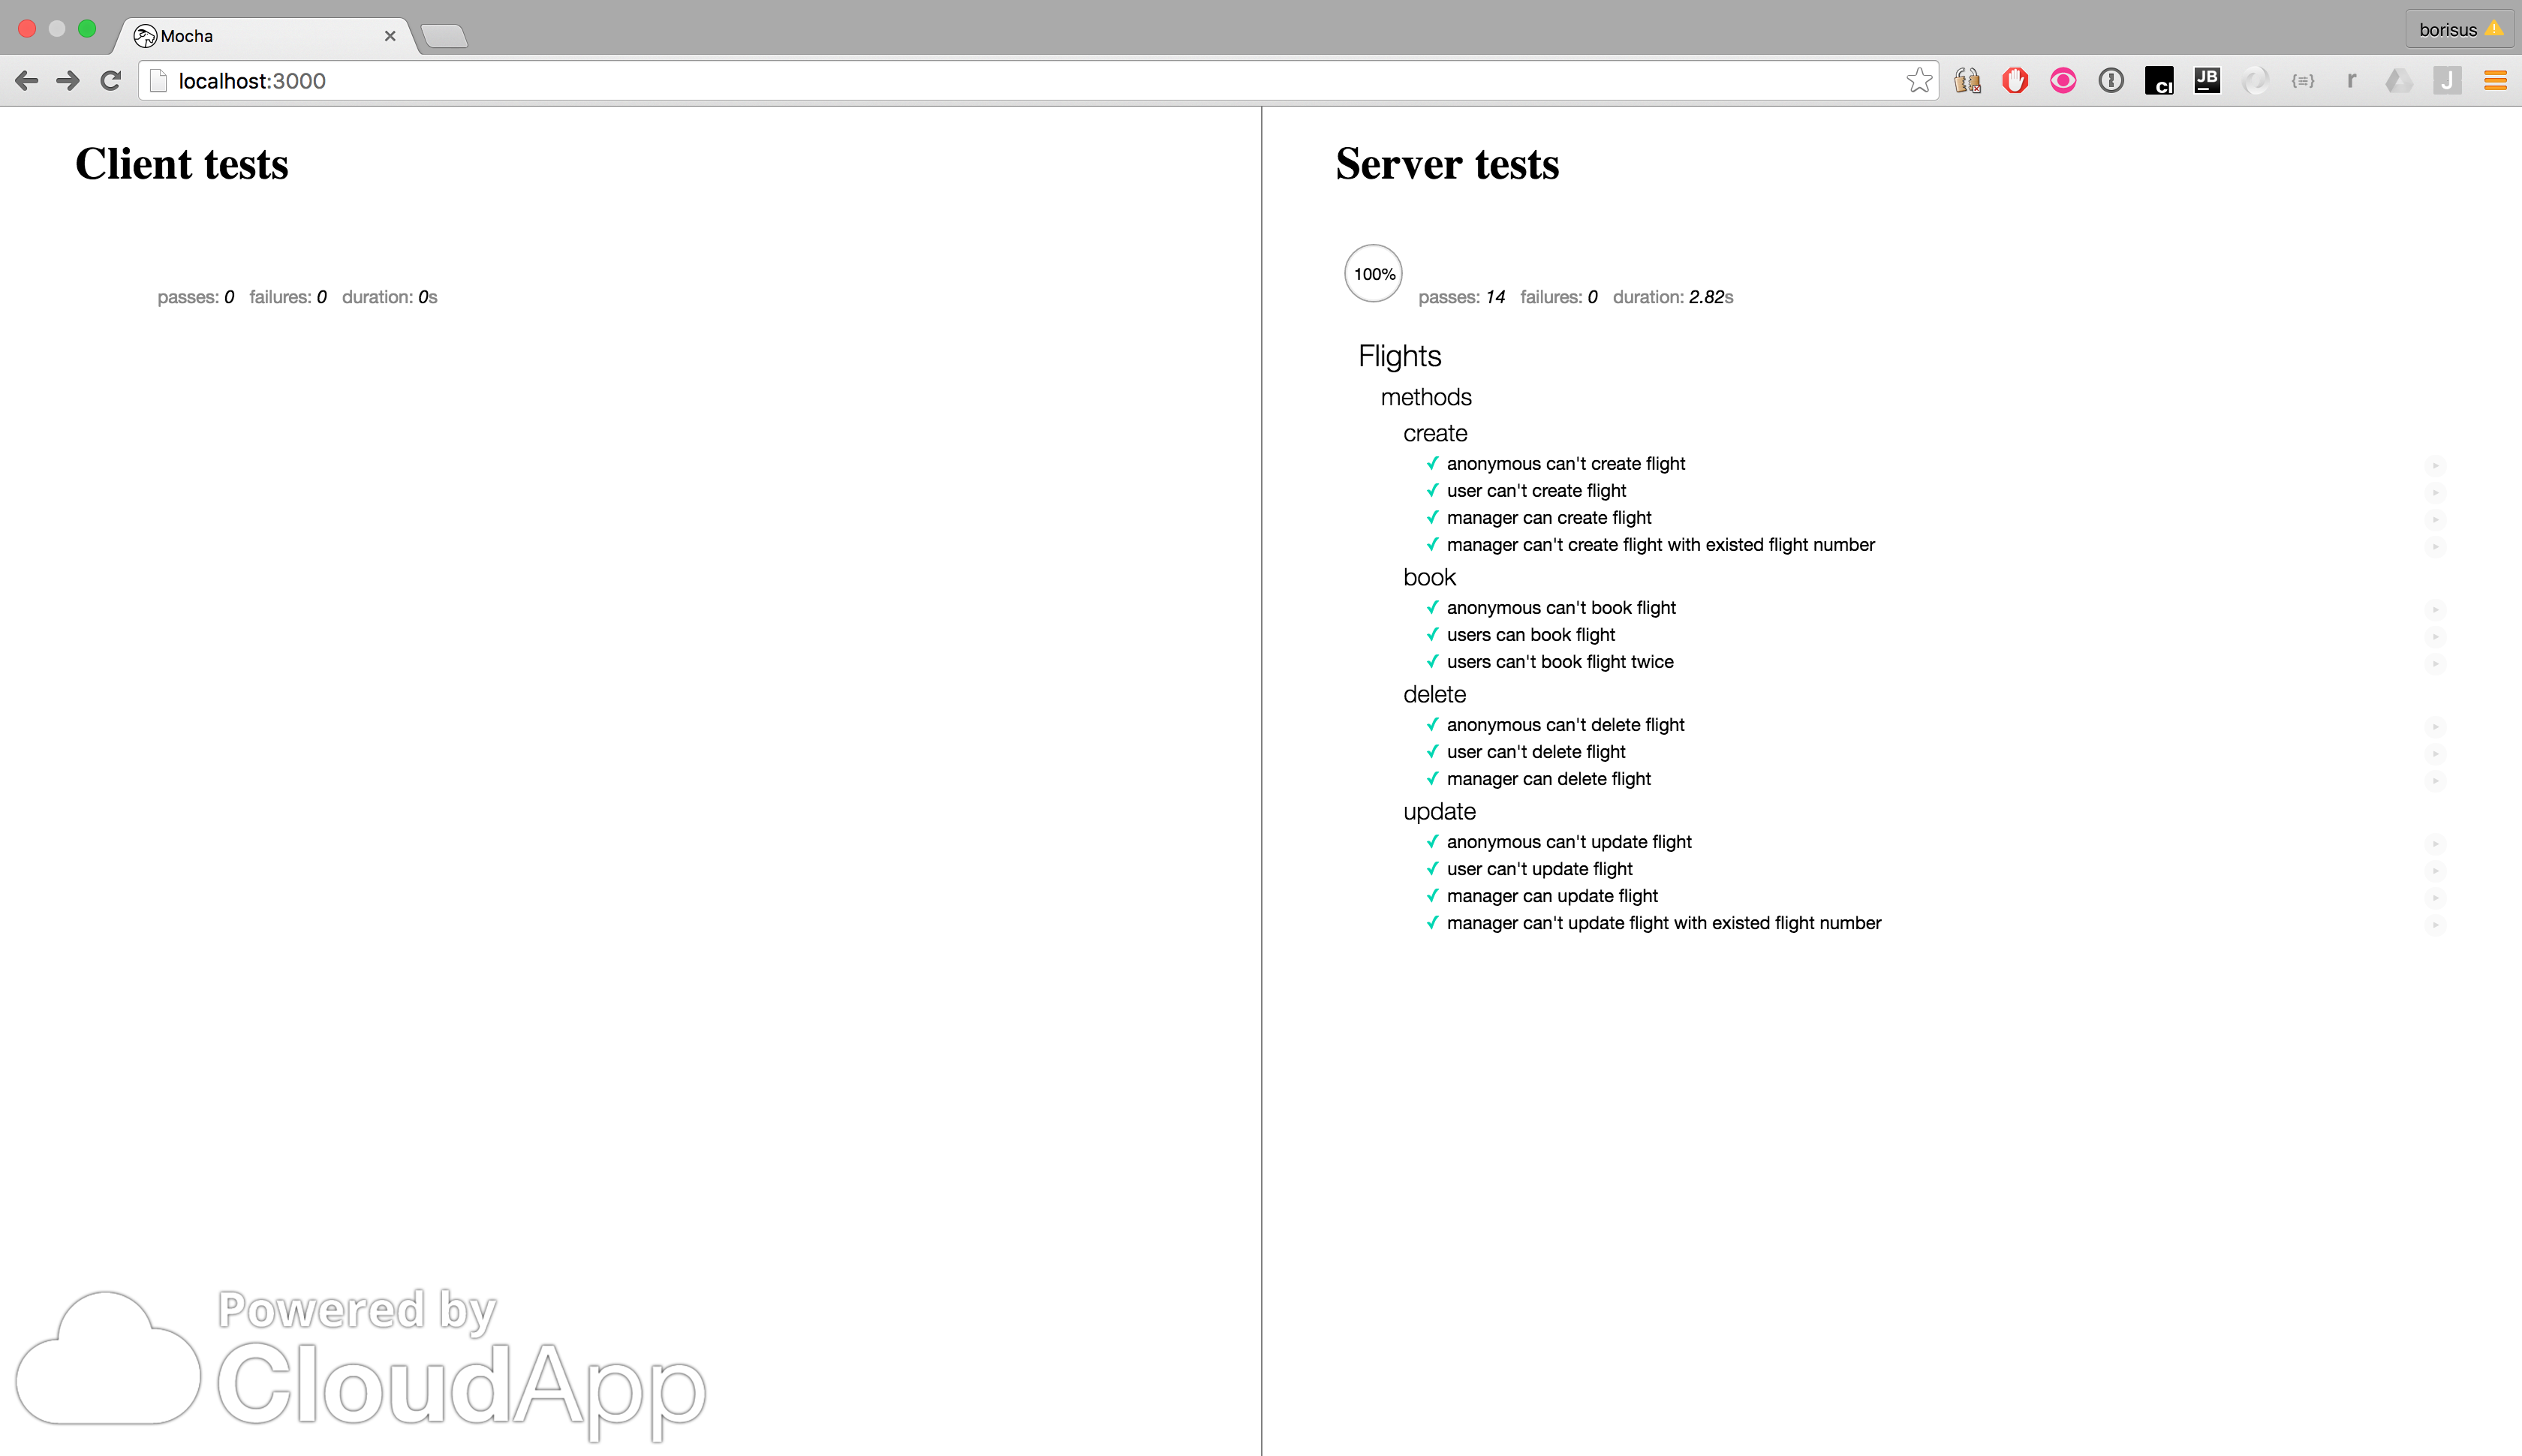 Mocha
borisus
localhost:3000
CI
JB
r
J
Client tests
passes: 0 failures: 0 duration: 0s
Server tests
100%
passes: 14 failures: 0 duration: 2.82s
Flights
methods
create
anonymous can't create flight
user can't create flight
manager can create flight
manager can't create flight with existed flight number
book
anonymous can't book flight
users can book flight
users can't book flight twice
delete
anonymous can't delete flight
user can't delete flight
manager can delete flight
update
anonymous can't update flight
user can't update flight
manager can update flight
manager can't update flight with existed flight number
Powered by
CloudApp